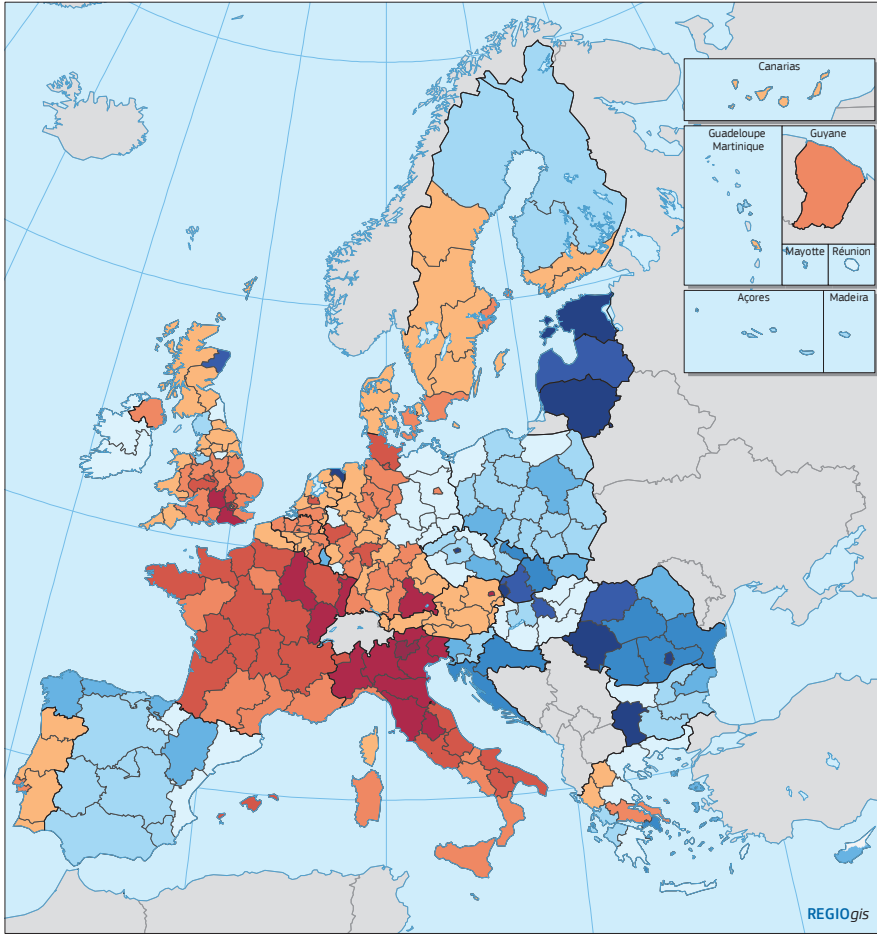 Canarias
Guadeloupe
Martinique
Guyane
Mayotte
Réunion
Açores
Madeira
REGIOgis